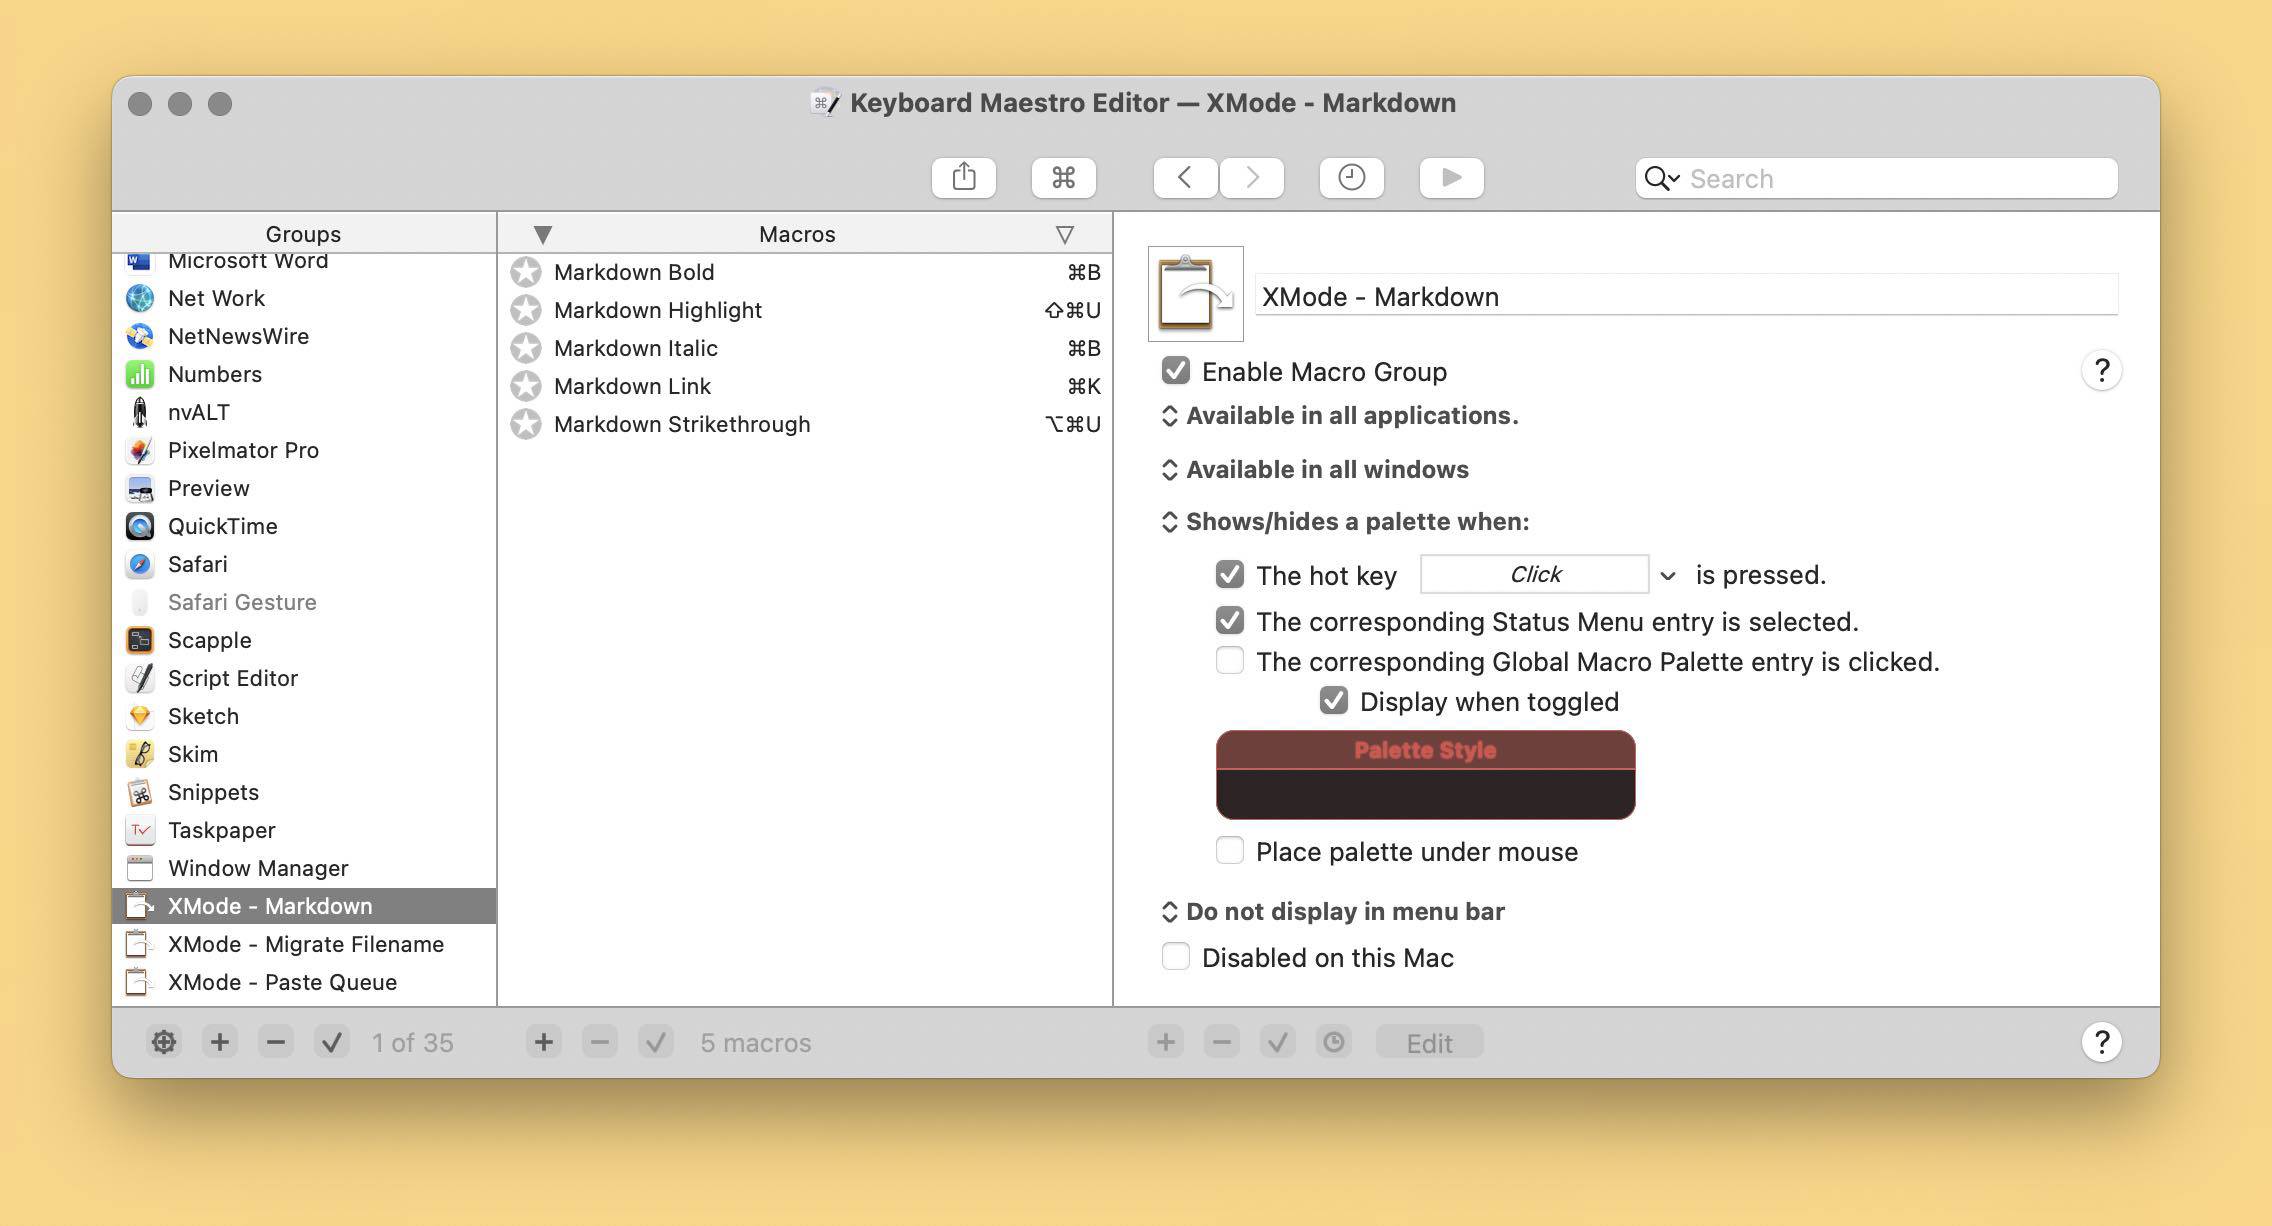 Keyboard Maestro Editor — XMode - Markdown
Search
Groups
Microsoft Word
Net Work
NetNewsWire
Numbers
nvALT
Pixelmator Pro
Preview
QuickTime
Safari
Safari Gesture
Scapple
Script Editor
Sketch
Skim
Snippets
Taskpaper
Window Manager
XMode - Markdown
XMode - Migrate Filename
XMode - Paste Queue
1 of 35
Macros
Markdown Bold ⌘B
Markdown Highlight ⇧⌘U
Markdown Italic ⌘B
Markdown Link ⌘K
Markdown Strikethrough ⌥⌘U
5 macros
XMode - Markdown
Enable Macro Group ?
Available in all applications.
Available in all windows
Shows/hides a palette when:
The hot key Click is pressed.
The corresponding Status Menu entry is selected.
The corresponding Global Macro Palette entry is clicked.
Display when toggled
Palette Style
Place palette under mouse
Do not display in menu bar
Disabled on this Mac
Edit ?